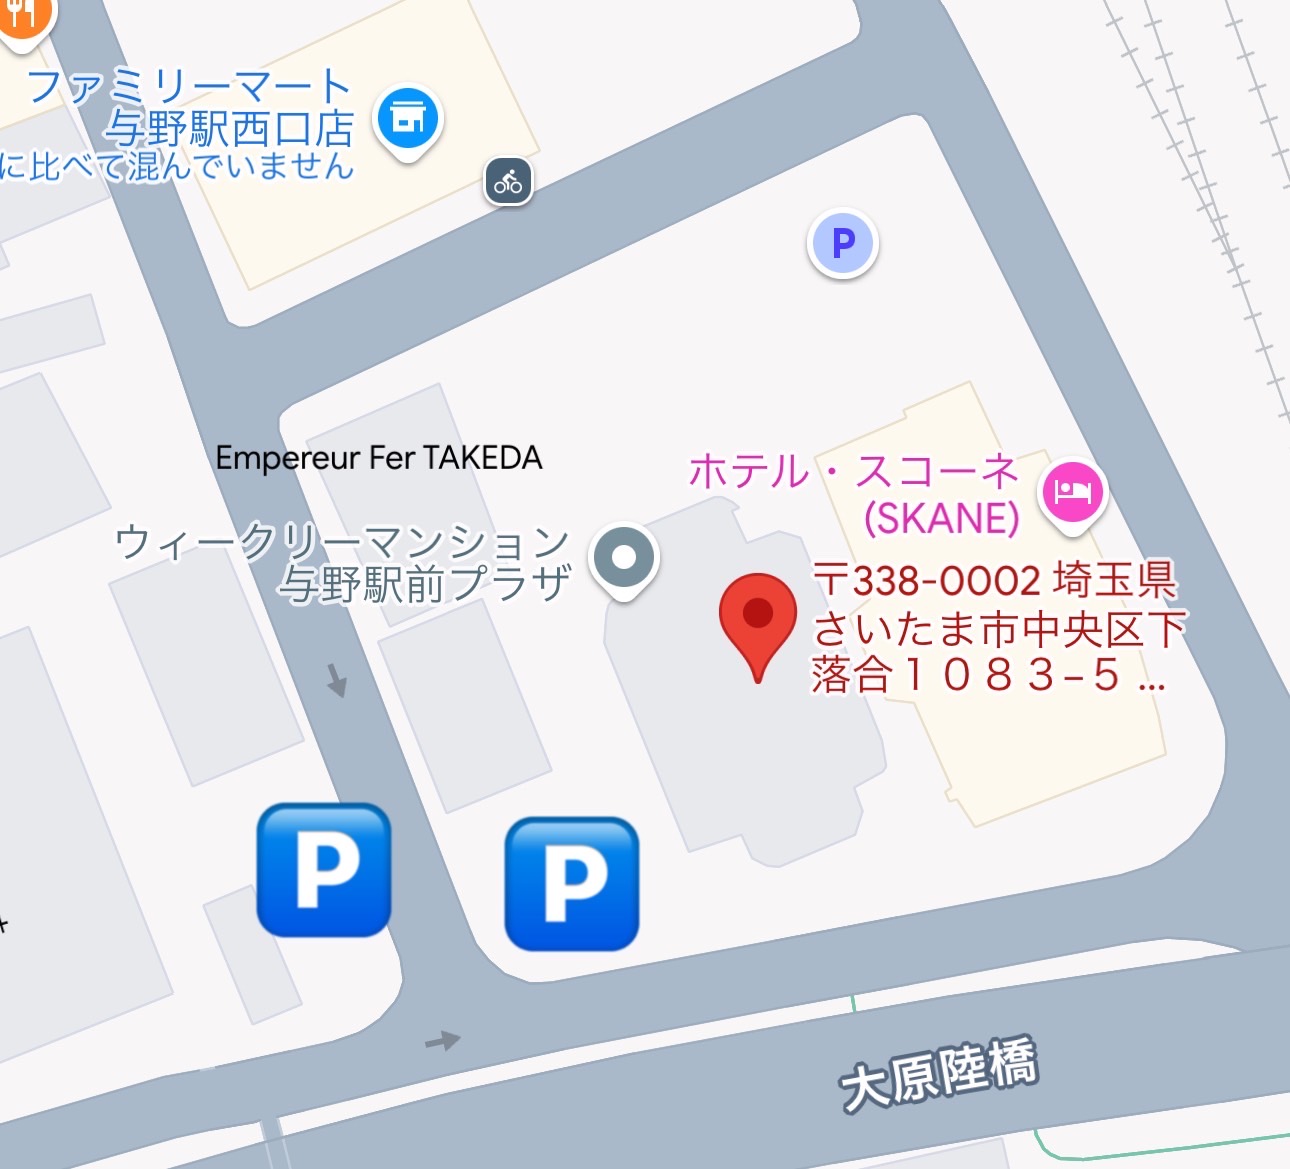 ファミリーマート
与野駅西口店
に比べて混んでいません
P
Empereur Fer TAKEDA
ホテル・スコーネ
(SKANE)
ウィークリーマンション
与野駅前プラザ
〒338-0002 埼玉県
さいたま市中央区下
落合１０８３−５ ...
P
P
大原陸橋